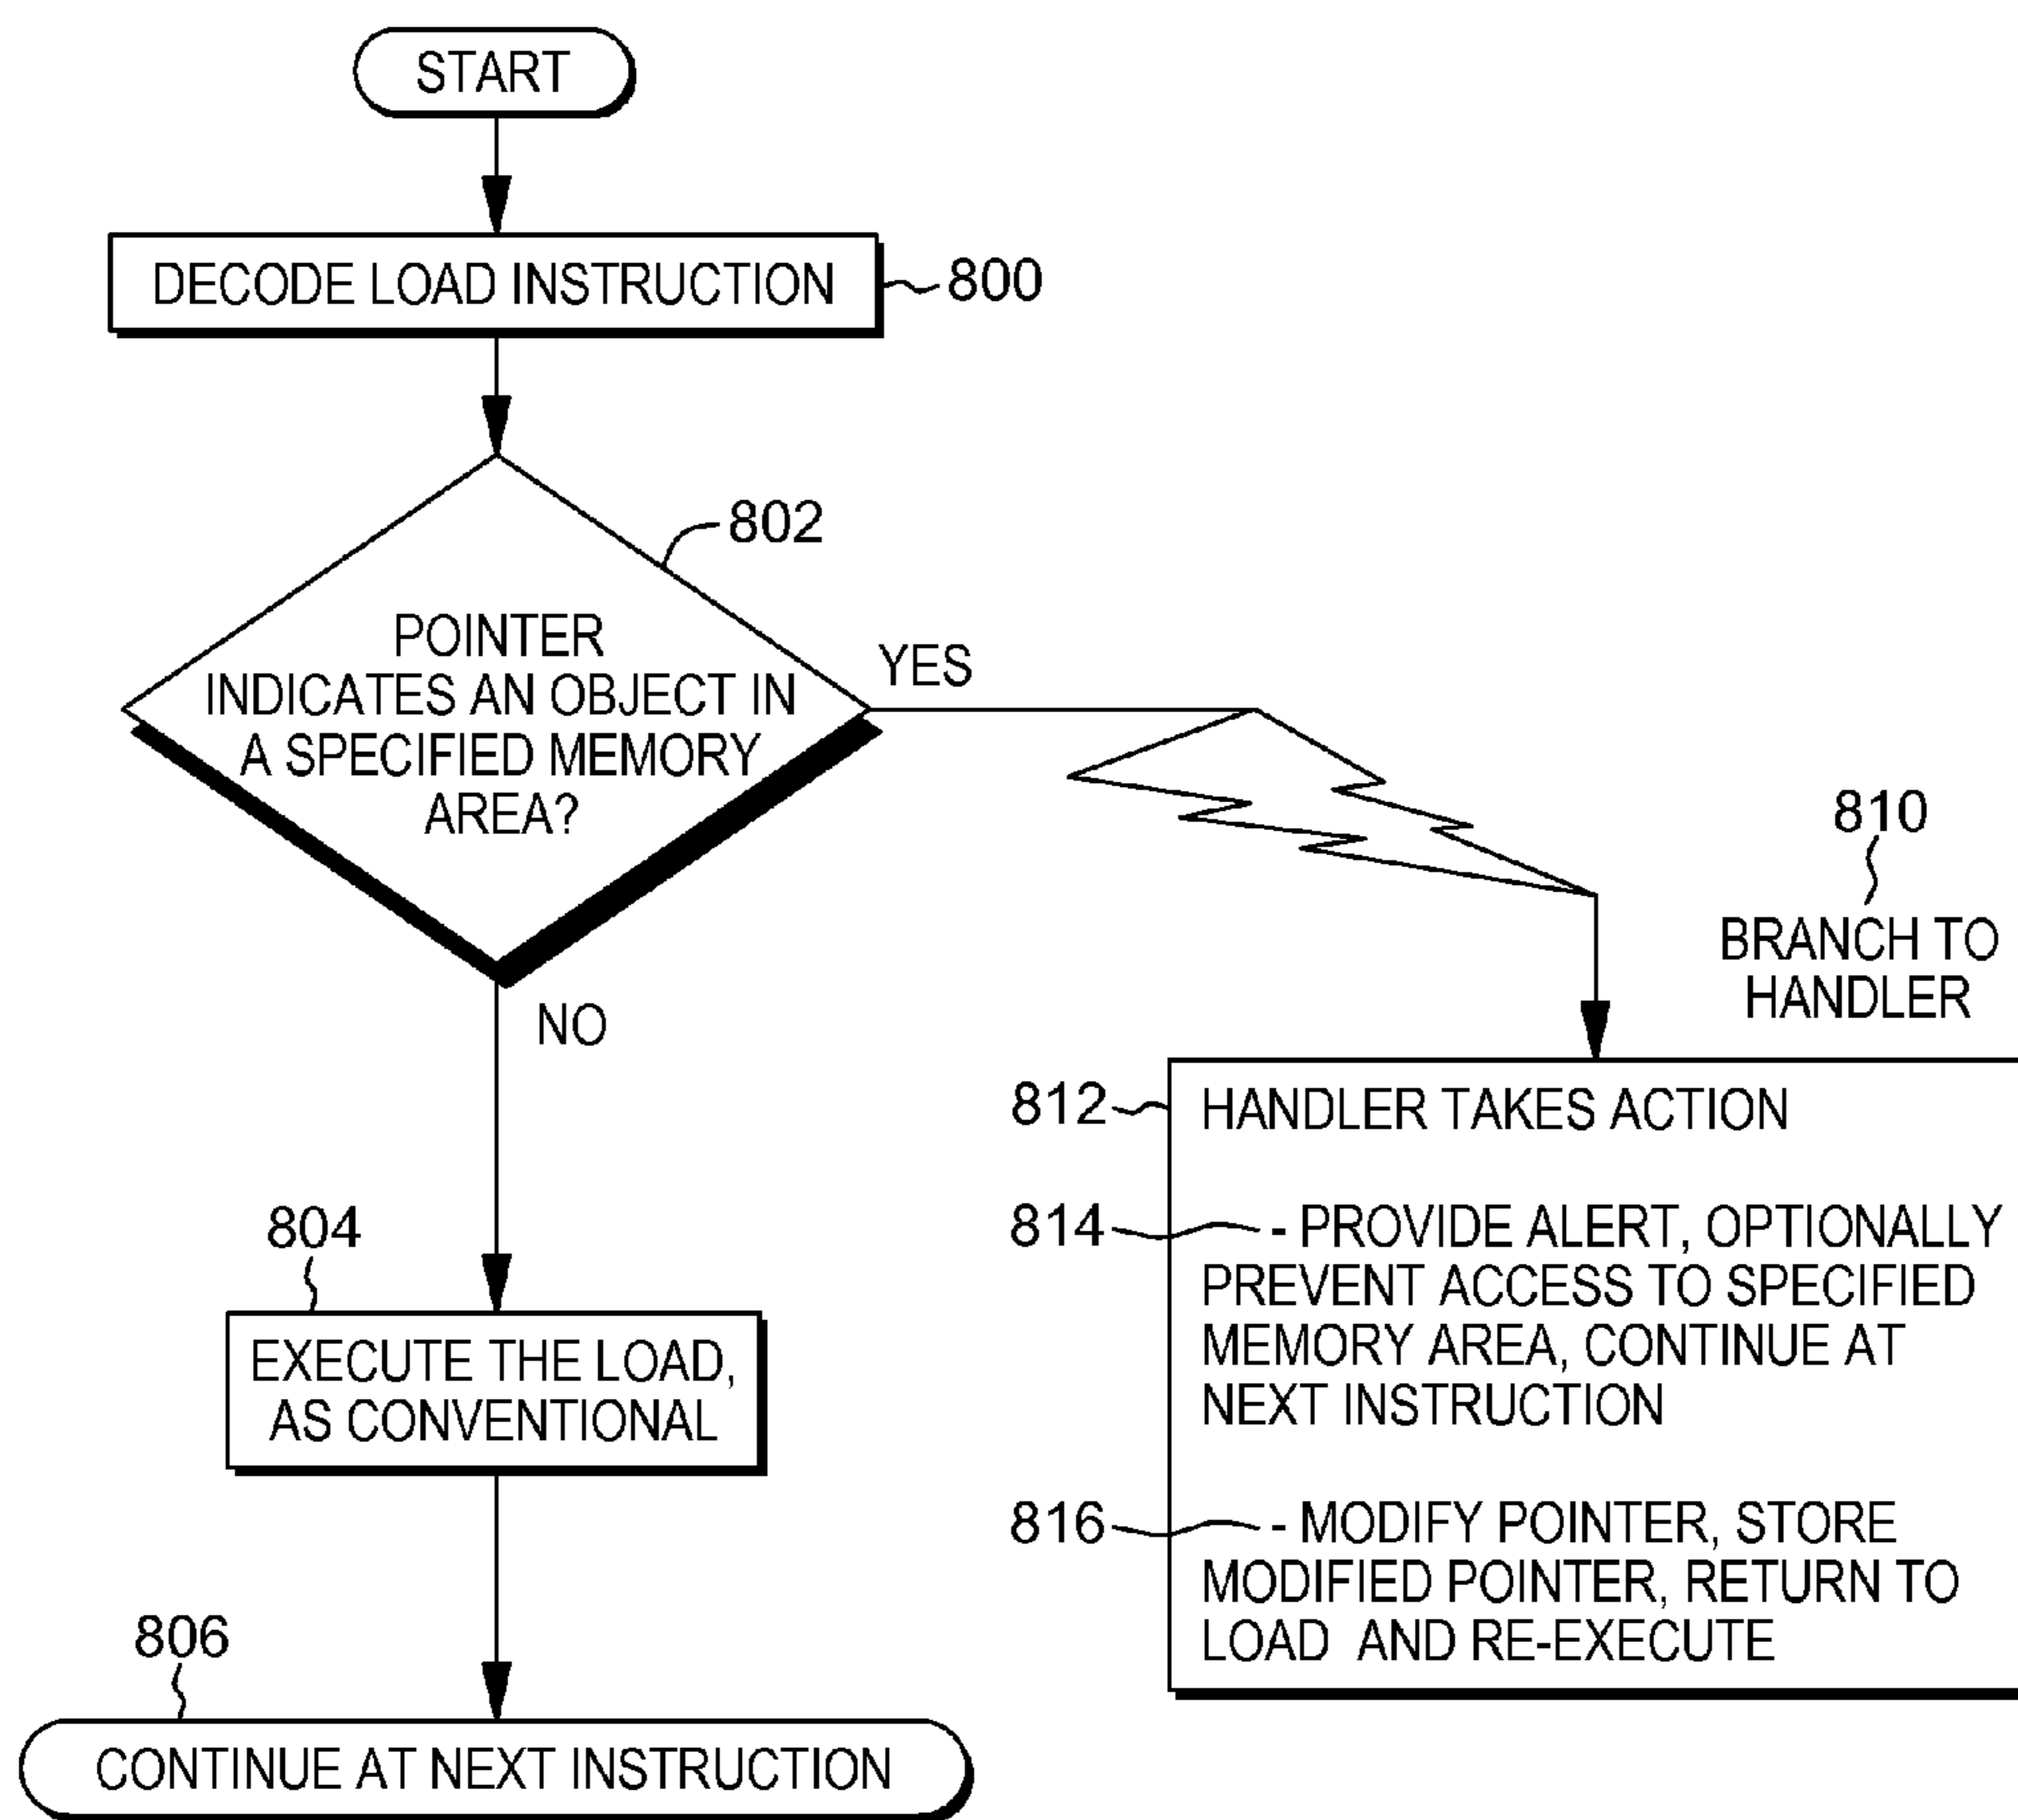 START
DECODE LOAD INSTRUCTION
800
802
POINTER
INDICATES AN OBJECT IN
A SPECIFIED MEMORY
AREA?
YES
NO
804
EXECUTE THE LOAD,
AS CONVENTIONAL
806
CONTINUE AT NEXT INSTRUCTION
810
BRANCH TO
HANDLER
812
HANDLER TAKES ACTION
814
- PROVIDE ALERT, OPTIONALLY
PREVENT ACCESS TO SPECIFIED
MEMORY AREA, CONTINUE AT
NEXT INSTRUCTION
816
- MODIFY POINTER, STORE
MODIFIED POINTER, RETURN TO
LOAD AND RE-EXECUTE